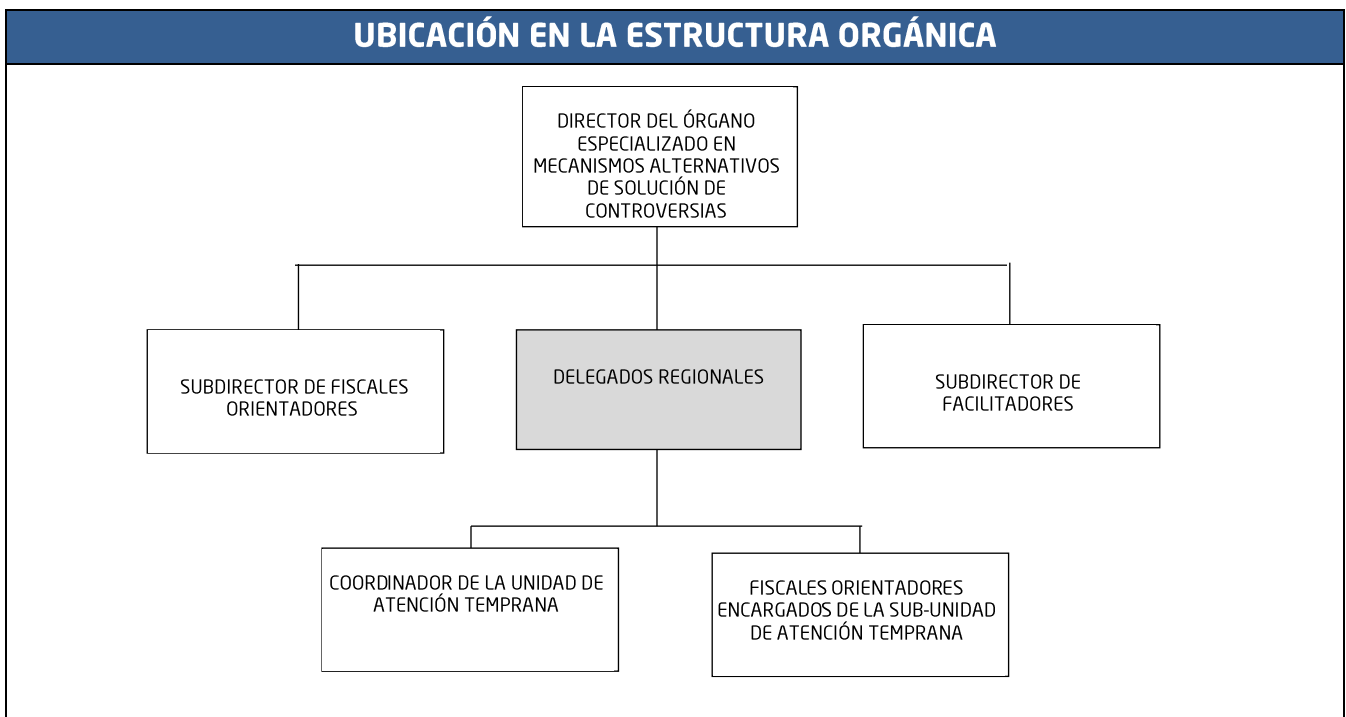 UBICACIÓN EN LA ESTRUCTURA ORGÁNICA
DIRECTOR DEL ÓRGANO
ESPECIALIZADO EN
MECANISMOS ALTERNATIVOS
DE SOLUCIÓN DE
CONTROVERSIAS
SUBDIRECTOR DE FISCALES
ORIENTADORES
DELEGADOS REGIONALES
SUBDIRECTOR DE
FACILITADORES
COORDINADOR DE LA UNIDAD DE
ATENCIÓN TEMPRANA
FISCALES ORIENTADORES
ENCARGADOS DE LA SUB-UNIDAD
DE ATENCIÓN TEMPRANA